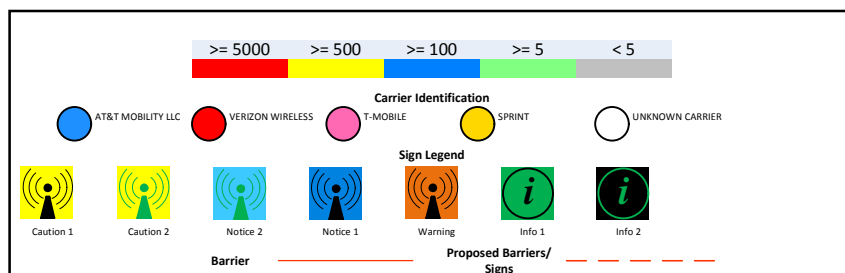 >= 5000 >= 500 >= 100 >= 5 < 5
Carrier Identification
AT&T MOBILITY LLC VERIZON WIRELESS T-MOBILE SPRINT UNKNOWN CARRIER
Sign Legend
i i
Caution 1 Caution 2 Notice 2 Notice 1 Warning Info 1 Info 2
Barrier Proposed Barriers/
Signs